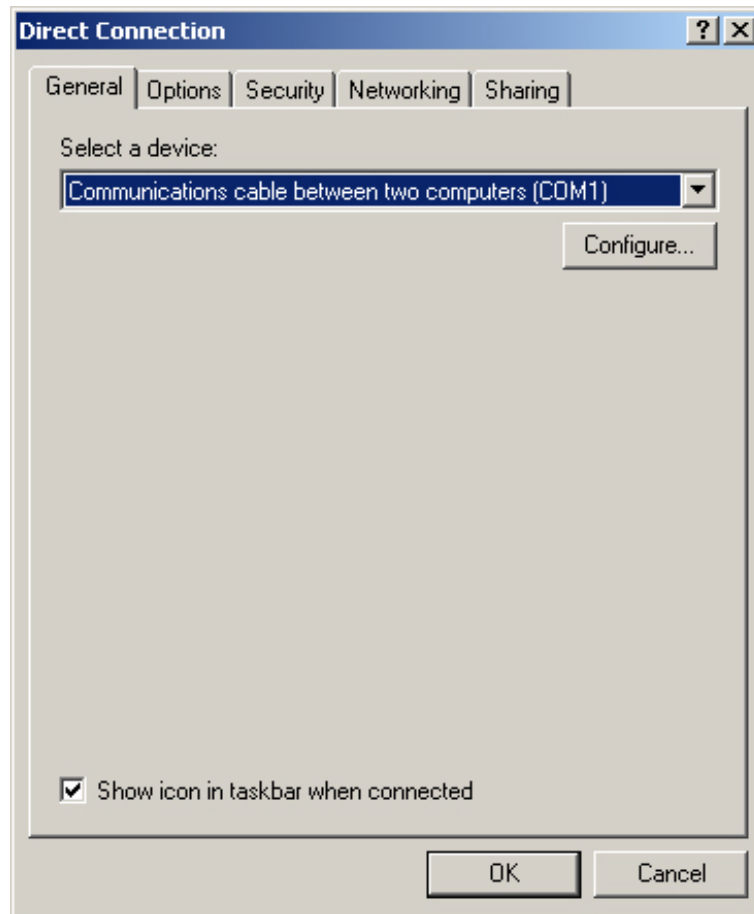 Direct Connection
General Options Security Networking Sharing
Select a device:
Communications cable between two computers (COM1)
Configure...
Show icon in taskbar when connected
OK Cancel